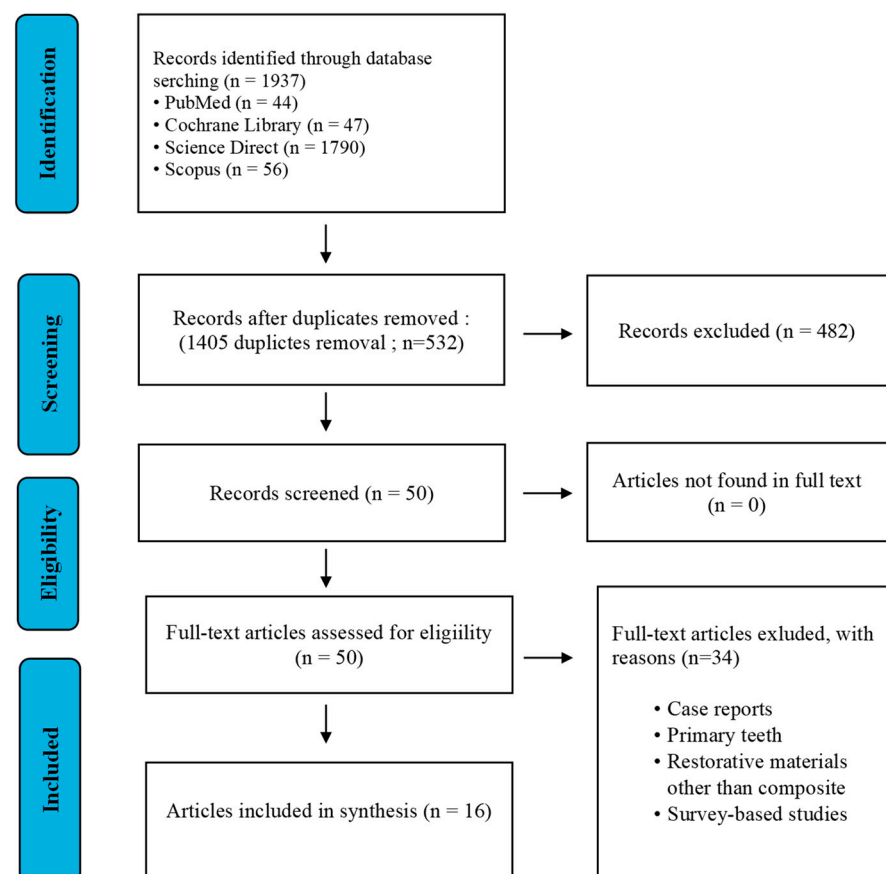 Identification
Records identified through database
serching (n = 1937)
• PubMed (n = 44)
• Cochrane Library (n = 47)
• Science Direct (n = 1790)
• Scopus (n = 56)
Screening
Records after duplicates removed :
(1405 duplictes removal ; n=532)
Records excluded (n = 482)
Records screened (n = 50)
Articles not found in full text
(n = 0)
Eligibility
Full-text articles assessed for eligiility
(n = 50)
Full-text articles exluded, with
reasons (n=34)
• Case reports
• Primary teeth
• Restorative materials
other than composite
• Survey-based studies
Included
Articles included in synthesis (n = 16)